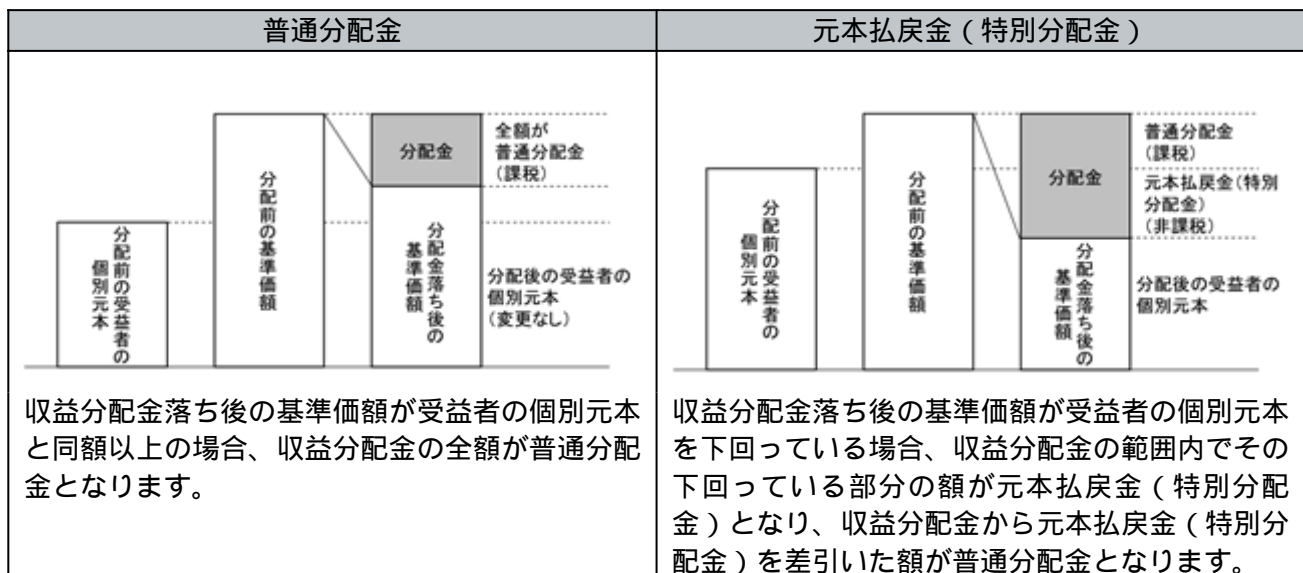 普通分配金
分配前の受益者の
個別元本
分配前の基準価額
分配金
分配金落ち後の
基準価額
全額が
普通分配金
(課税)
分配後の受益者の
個別元本
(変更なし)
収益分配金落ち後の基準価額が受益者の個別元本
と同額以上の場合、収益分配金の全額が普通分配
金となります。
元本払戻金(特別分配金)
分配前の受益者の
個別元本
分配前の基準価額
分配金
分配金落ち後の
基準価額
普通分配金
(課税)
元本払戻金(特別
分配金)
(非課税)
分配後の受益者の
個別元本
収益分配金落ち後の基準価額が受益者の個別元本
を下回っている場合、収益分配金の範囲内でその
下回っている部分の額が元本払戻金(特別分配
金)となり、収益分配金から元本払戻金(特別分
配金)を差引いた額が普通分配金となります。